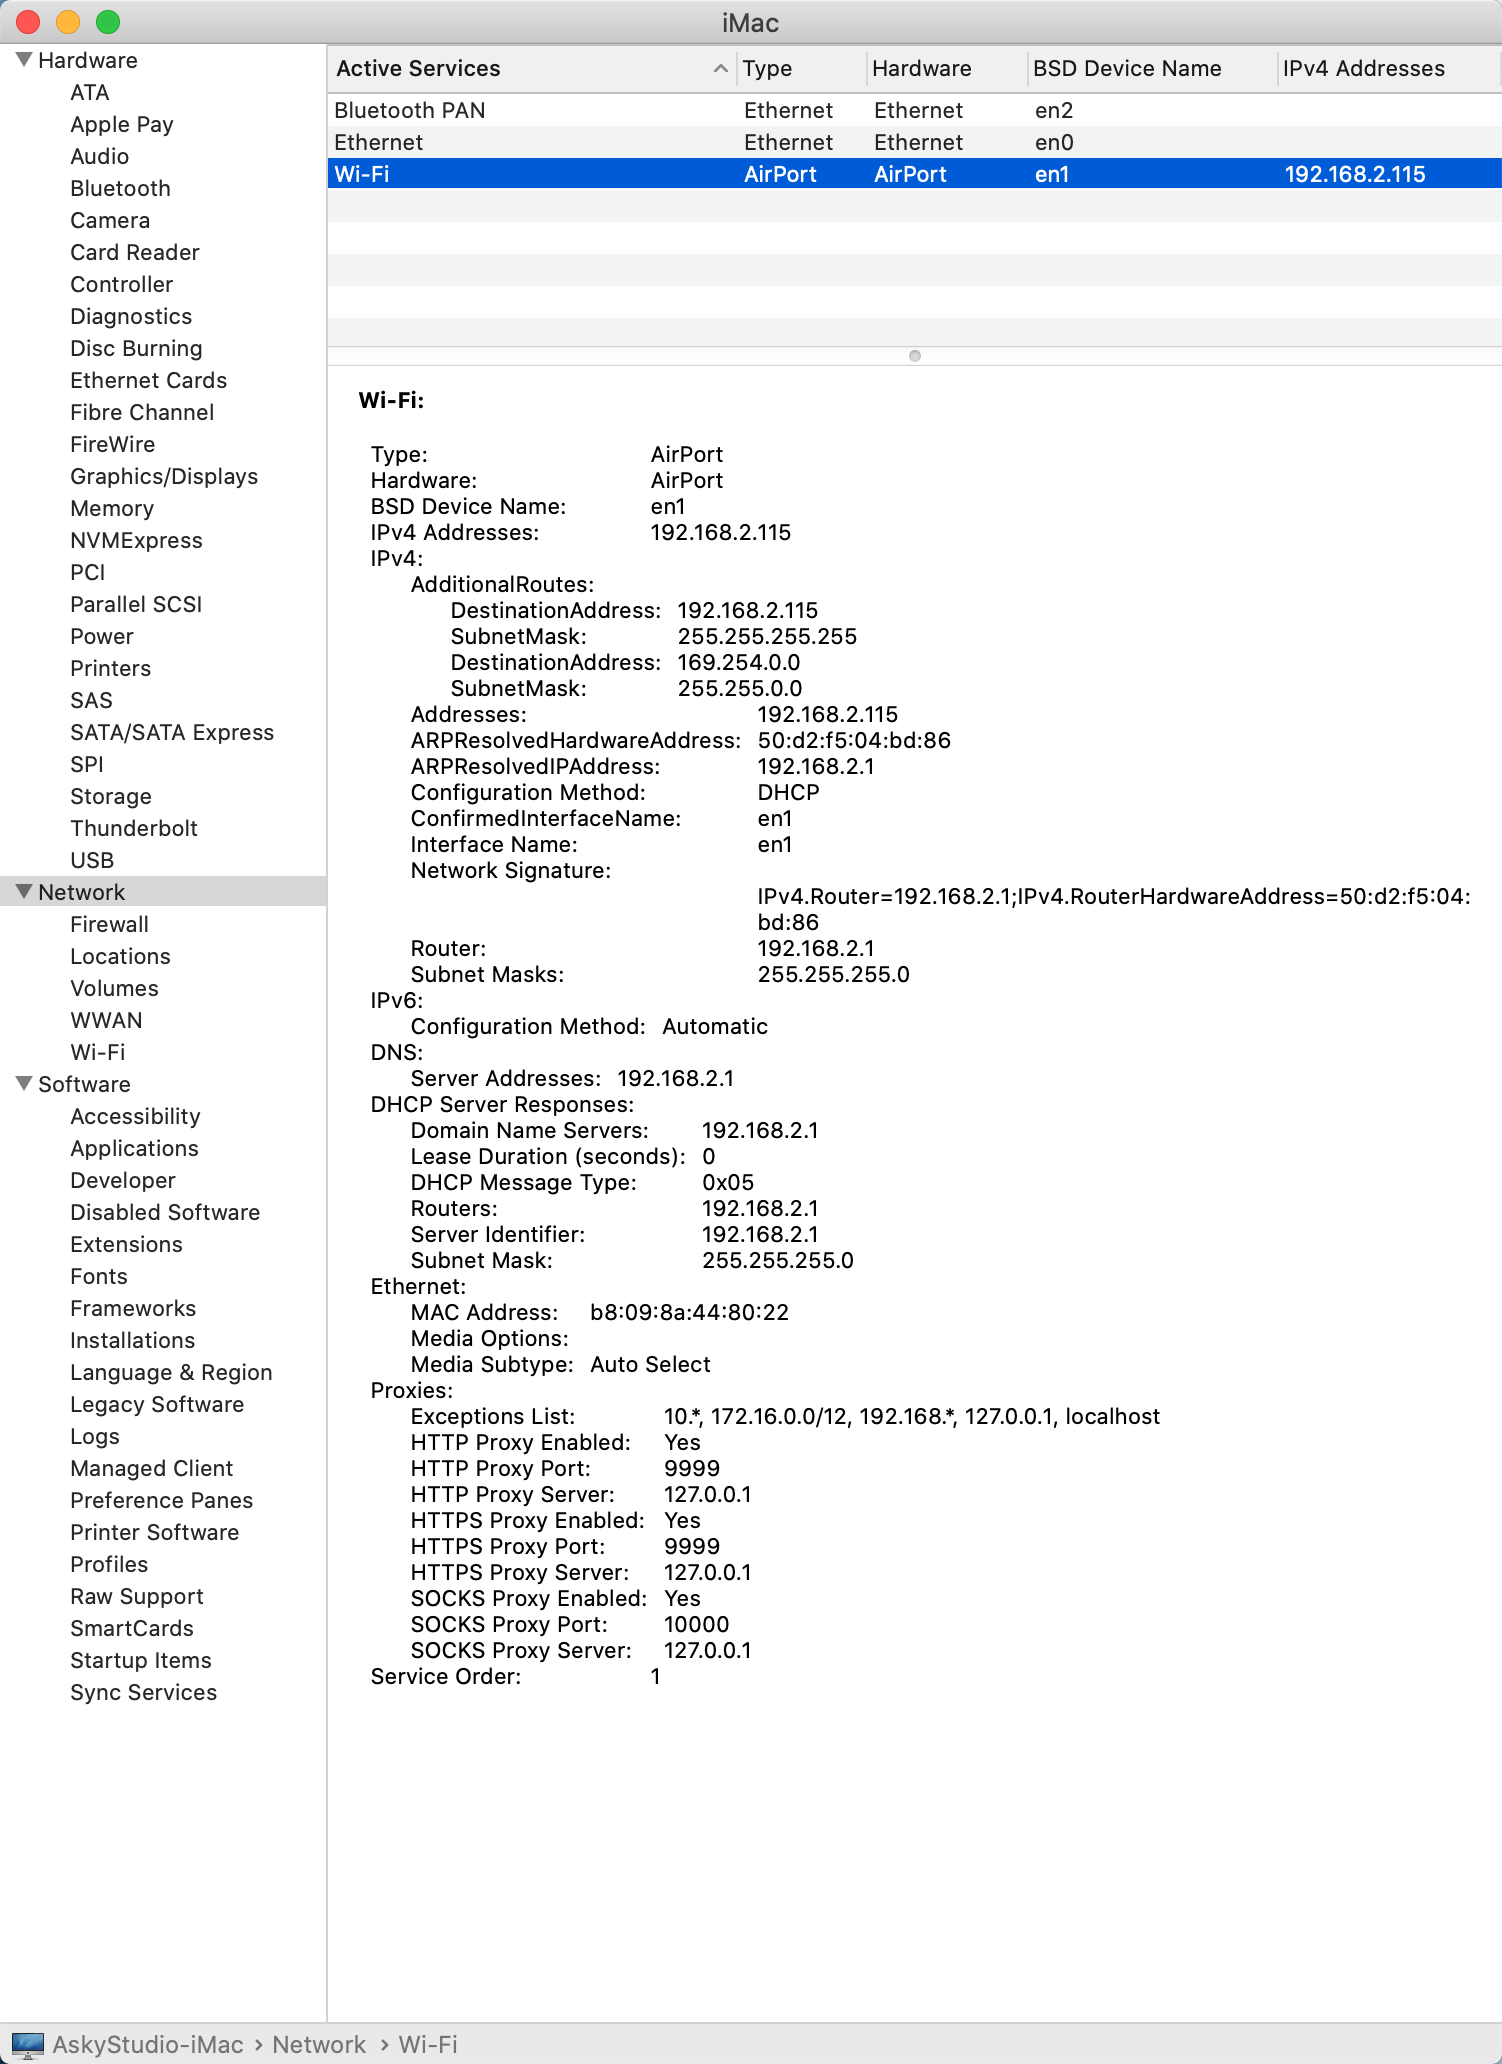 iMac
Hardware
ATA
Apple Pay
Audio
Bluetooth
Camera
Card Reader
Controller
Diagnostics
Disc Burning
Ethernet Cards
Fibre Channel
FireWire
Graphics/Displays
Memory
NVMExpress
PCI
Parallel SCSI
Power
Printers
SAS
SATA/SATA Express
SPI
Storage
Thunderbolt
USB
Network
Firewall
Locations
Volumes
WWAN
Wi-Fi
Software
Accessibility
Applications
Developer
Disabled Software
Extensions
Fonts
Frameworks
Installations
Language & Region
Legacy Software
Logs
Managed Client
Preference Panes
Printer Software
Profiles
Raw Support
SmartCards
Startup Items
Sync Services
Active Services Type Hardware BSD Device Name IPv4 Addresses
Bluetooth PAN Ethernet Ethernet en2
Ethernet Ethernet Ethernet en0
Wi-Fi AirPort AirPort en1 192.168.2.115
Wi-Fi:
Type: AirPort
Hardware: AirPort
BSD Device Name: en1
IPv4 Addresses: 192.168.2.115
IPv4:
AdditionalRoutes:
DestinationAddress: 192.168.2.115
SubnetMask: 255.255.255.255
DestinationAddress: 169.254.0.0
SubnetMask: 255.255.0.0
Addresses: 192.168.2.115
ARPResolvedHardwareAddress: 50:d2:f5:04:bd:86
ARPResolvedIPAddress: 192.168.2.1
Configuration Method: DHCP
ConfirmedInterfaceName: en1
Interface Name: en1
Network Signature:
IPv4.Router=192.168.2.1;IPv4.RouterHardwareAddress=50:d2:f5:04:
bd:86
Router: 192.168.2.1
Subnet Masks: 255.255.255.0
IPv6:
Configuration Method: Automatic
DNS:
Server Addresses: 192.168.2.1
DHCP Server Responses:
Domain Name Servers: 192.168.2.1
Lease Duration (seconds): 0
DHCP Message Type: 0x05
Routers: 192.168.2.1
Server Identifier: 192.168.2.1
Subnet Mask: 255.255.255.0
Ethernet:
MAC Address: b8:09:8a:44:80:22
Media Options:
Media Subtype: Auto Select
Proxies:
Exceptions List: 10.*, 172.16.0.0/12, 192.168.*, 127.0.0.1, localhost
HTTP Proxy Enabled: Yes
HTTP Proxy Port: 9999
HTTP Proxy Server: 127.0.0.1
HTTPS Proxy Enabled: Yes
HTTPS Proxy Port: 9999
HTTPS Proxy Server: 127.0.0.1
SOCKS Proxy Enabled: Yes
SOCKS Proxy Port: 10000
SOCKS Proxy Server: 127.0.0.1
Service Order: 1
AskyStudio-iMac › Network › Wi-Fi